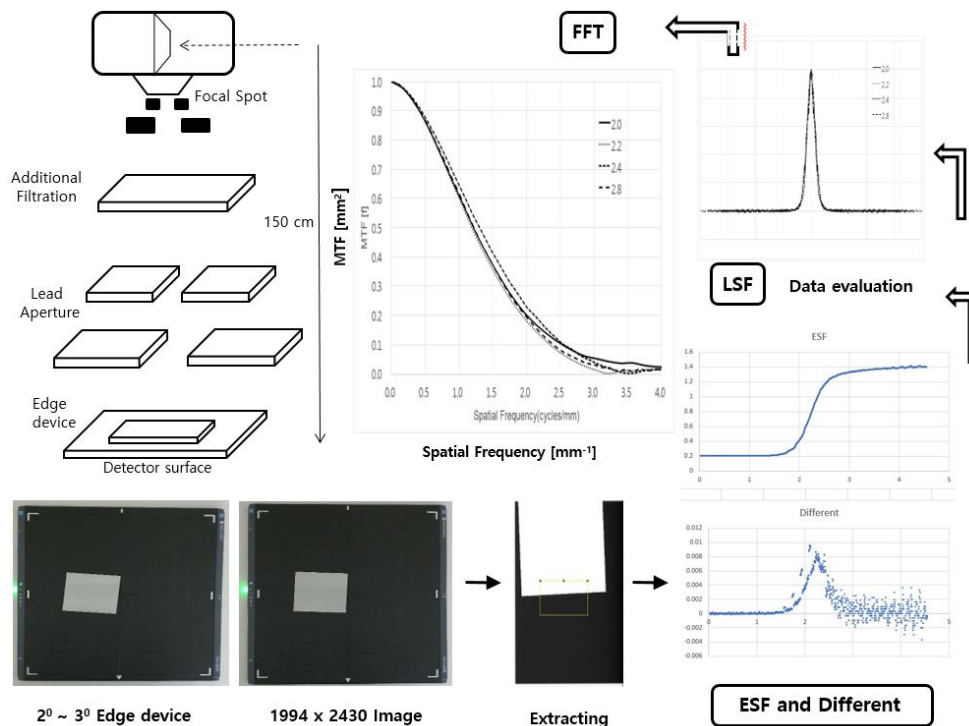 FFT
Focal Spot
Additional
Filtration
150 cm
Lead
Aperture
Edge
device
Detector surface
MTF [mm²]
MTF [f]
1.0
0.9
0.8
0.7
0.6
0.5
0.4
0.3
0.2
0.1
0.0
2.0
2.2
2.4
2.8
0.0 0.5 1.0 1.5 2.0 2.5 3.0 3.5 4.0
Spatial Frequency(cycles/mm)
Spatial Frequency [mm⁻¹]
2.0
2.2
2.4
2.8
LSF
Data evaluation
ESF
1.6
1.4
1.2
1
0.8
0.6
0.4
0.2
0
0 1 2 3 4 5
Different
0.012
0.01
0.008
0.006
0.004
0.002
0
-0.002
-0.004
-0.006
0 1 2 3 4 5
2⁰ ~ 3⁰ Edge device
1994 x 2430 Image
Extracting
ESF and Different